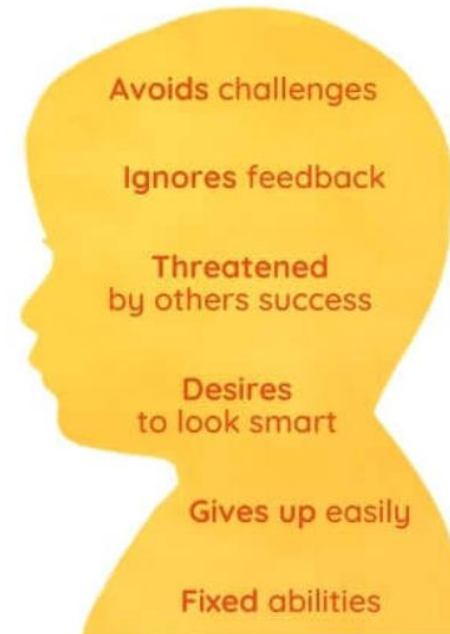 Avoids challenges
Ignores feedback
Threatened
by others success
Desires
to look smart
Gives up easily
Fixed abilities